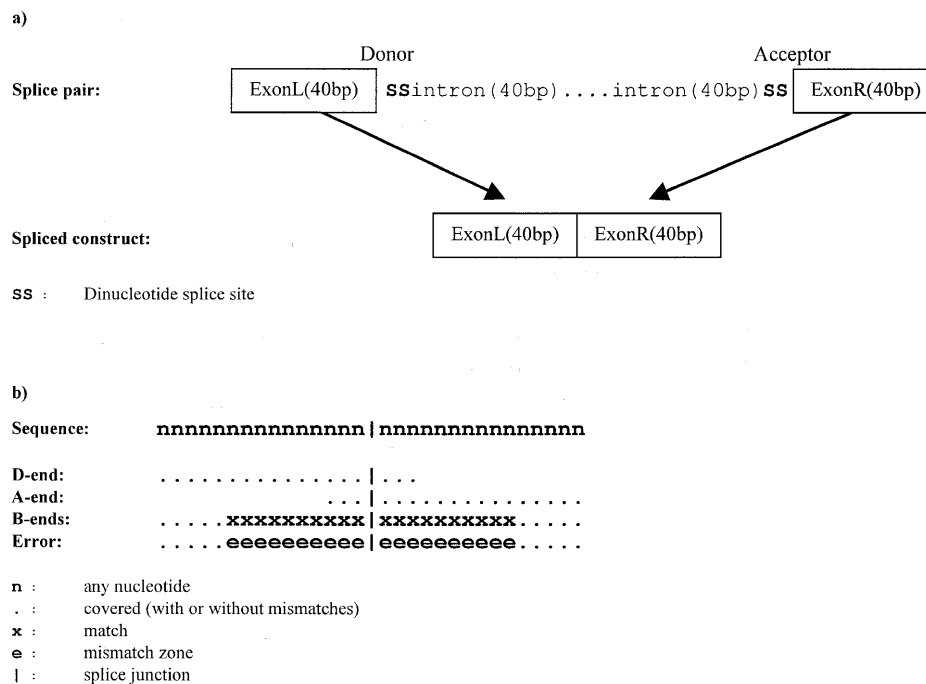 a)
Donor Acceptor
Splice pair: ExonL(40bp) SSintron(40bp)....intron(40bp)SS ExonR(40bp)
Spliced construct: ExonL(40bp) ExonR(40bp)
SS : Dinucleotide splice site
b)
Sequence: nnnnnnnnnnnnnnn|nnnnnnnnnnnnnnn
D-end: ...............|...
A-end: ...|...............
B-ends: .....xxxxxxxxxx|xxxxxxxxxx.....
Error: .....eeeeeeeeee|eeeeeeeeee.....
n : any nucleotide
. : covered (with or without mismatches)
x : match
e : mismatch zone
| : splice junction